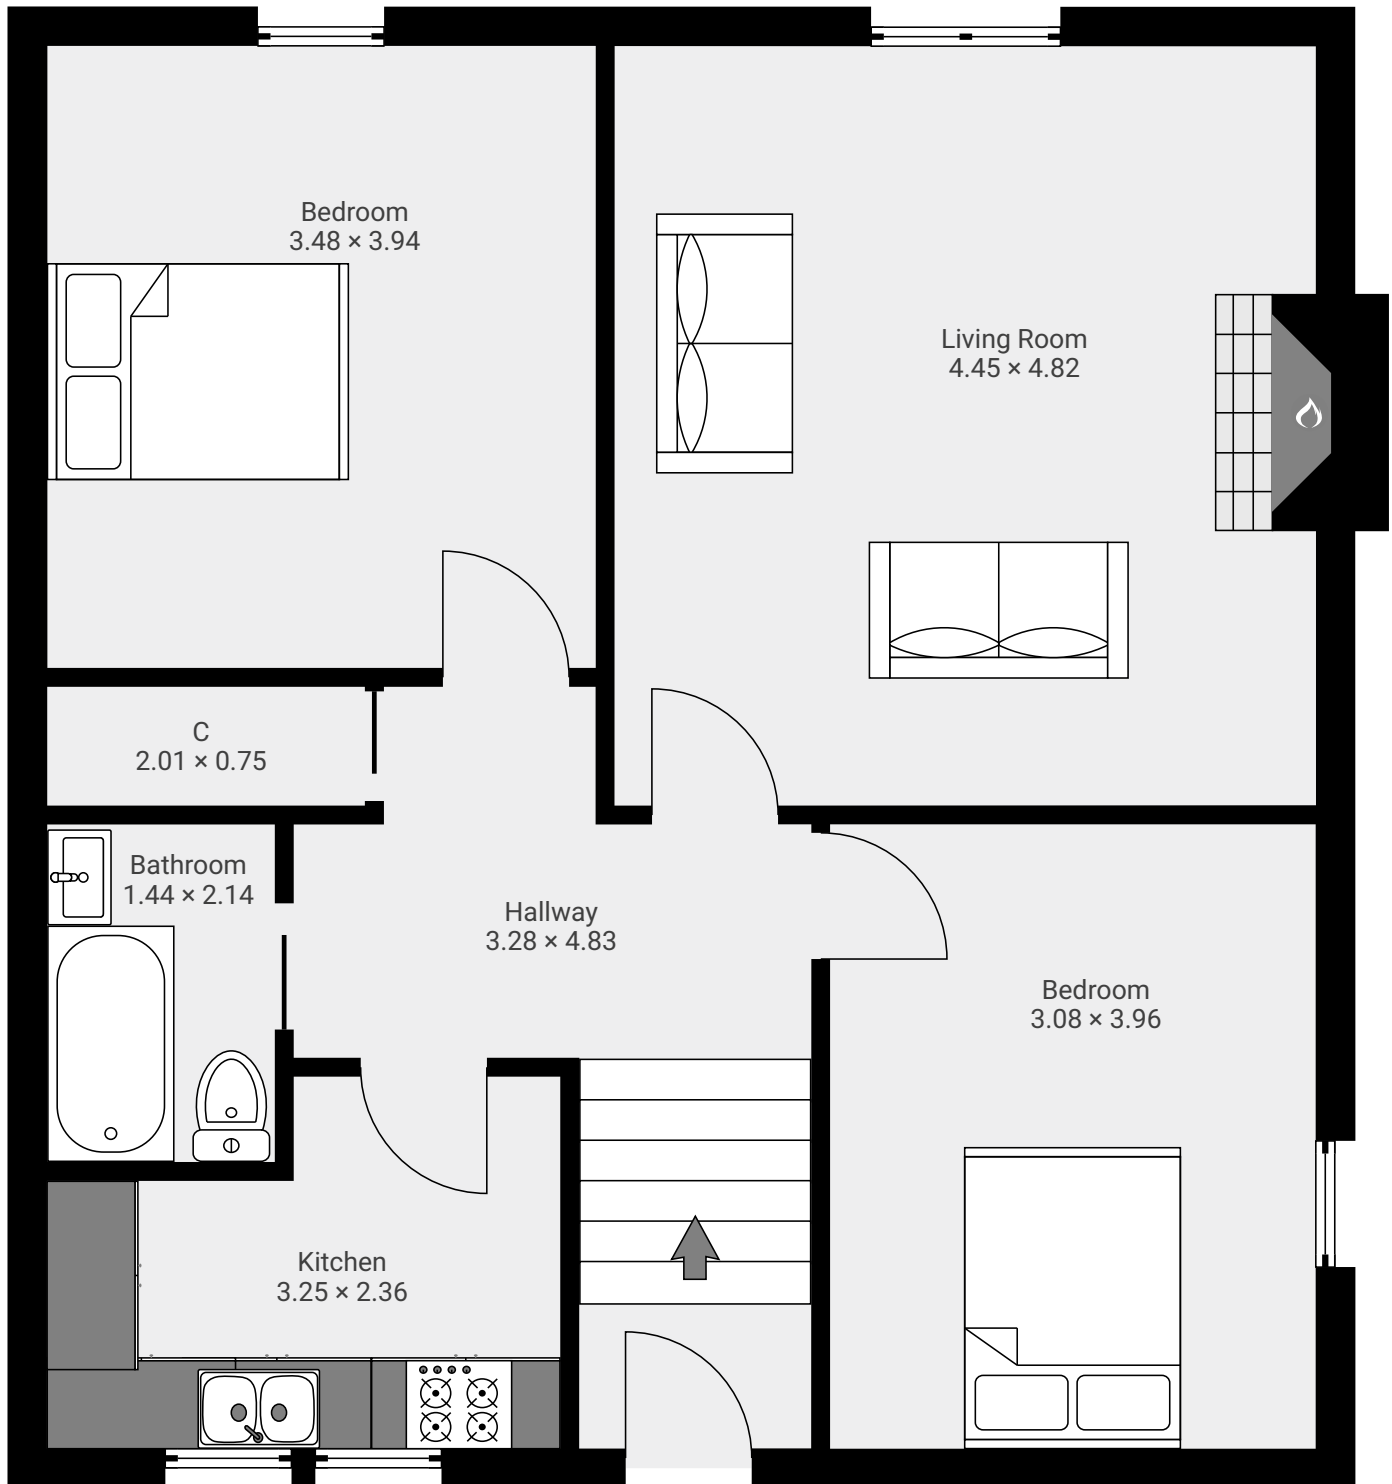 Bedroom
3.48 × 3.94
Living Room
4.45 × 4.82
C
2.01 × 0.75
Bathroom
1.44 × 2.14
Hallway
3.28 × 4.83
Bedroom
3.08 × 3.96
Kitchen
3.25 × 2.36